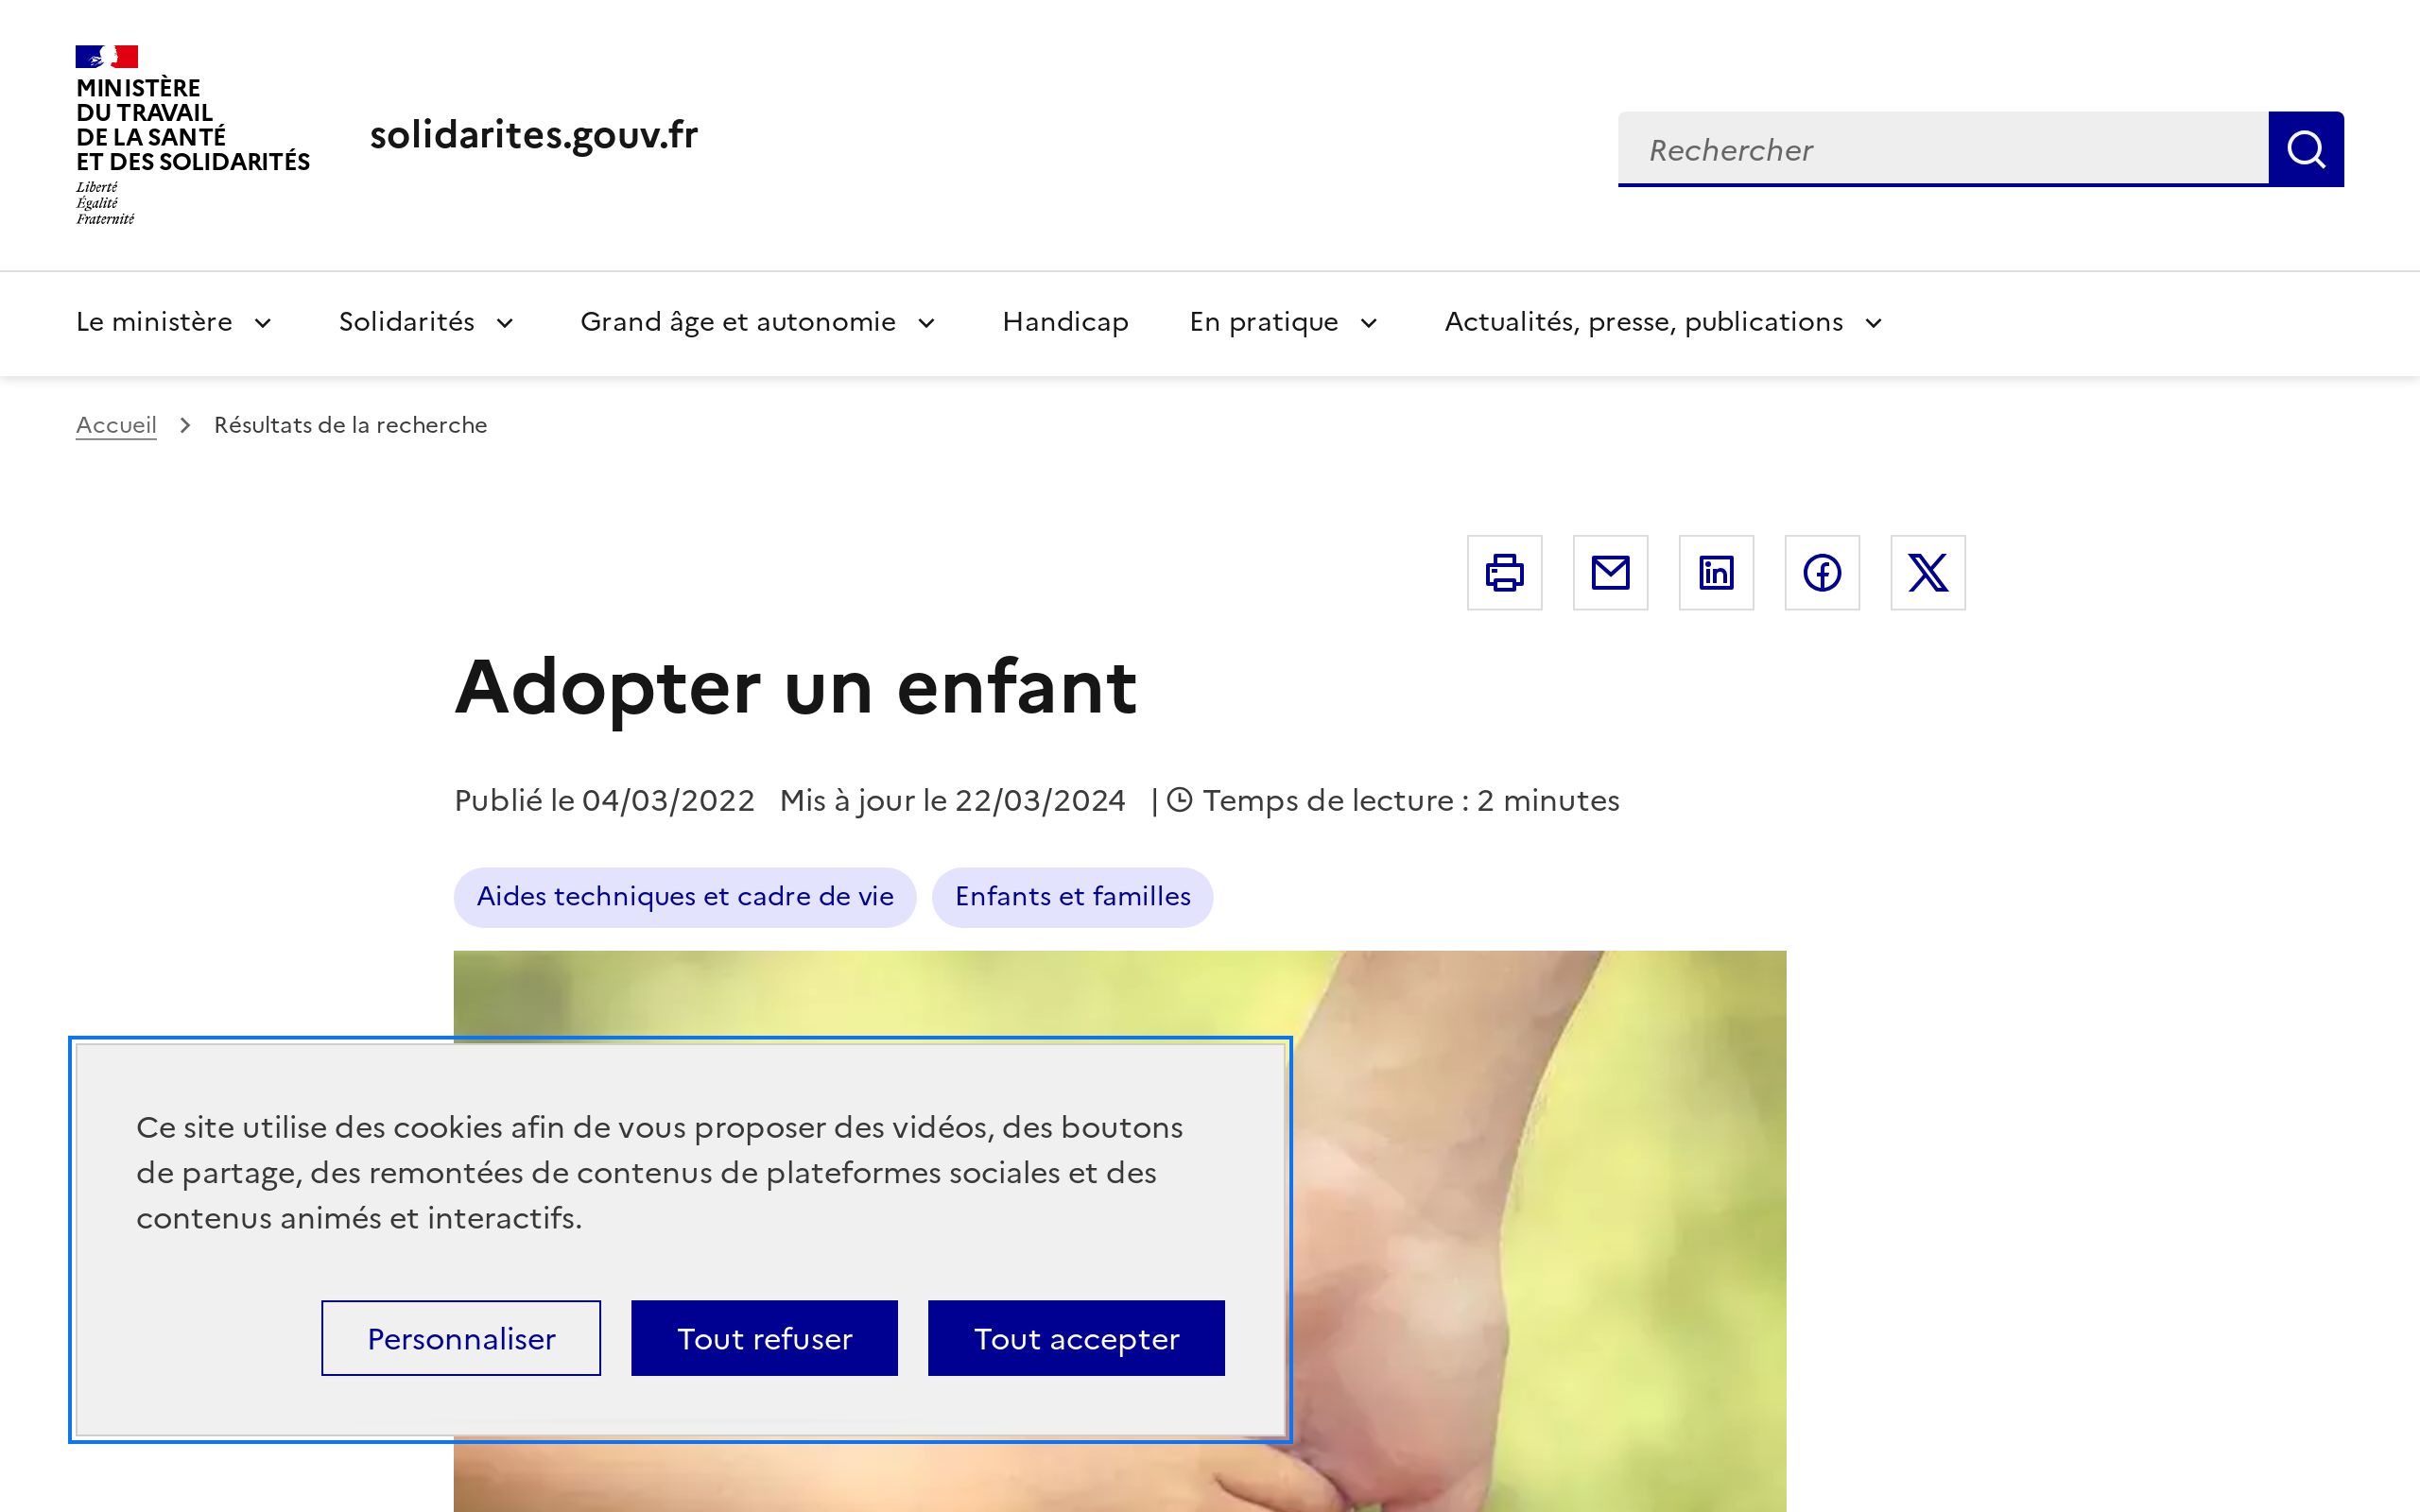 MINISTÈRE
DU TRAVAIL
DE LA SANTÉ
ET DES SOLIDARITÉS
Liberté
Égalité
Fraternité
solidarites.gouv.fr
Rechercher
Le ministère
Solidarités
Grand âge et autonomie
Handicap
En pratique
Actualités, presse, publications
Accueil
Résultats de la recherche
Adopter un enfant
Publié le 04/03/2022 Mis à jour le 22/03/2024 | Temps de lecture : 2 minutes
Aides techniques et cadre de vie
Enfants et familles
Ce site utilise des cookies afin de vous proposer des vidéos, des boutons
de partage, des remontées de contenus de plateformes sociales et des
contenus animés et interactifs.
Personnaliser
Tout refuser
Tout accepter